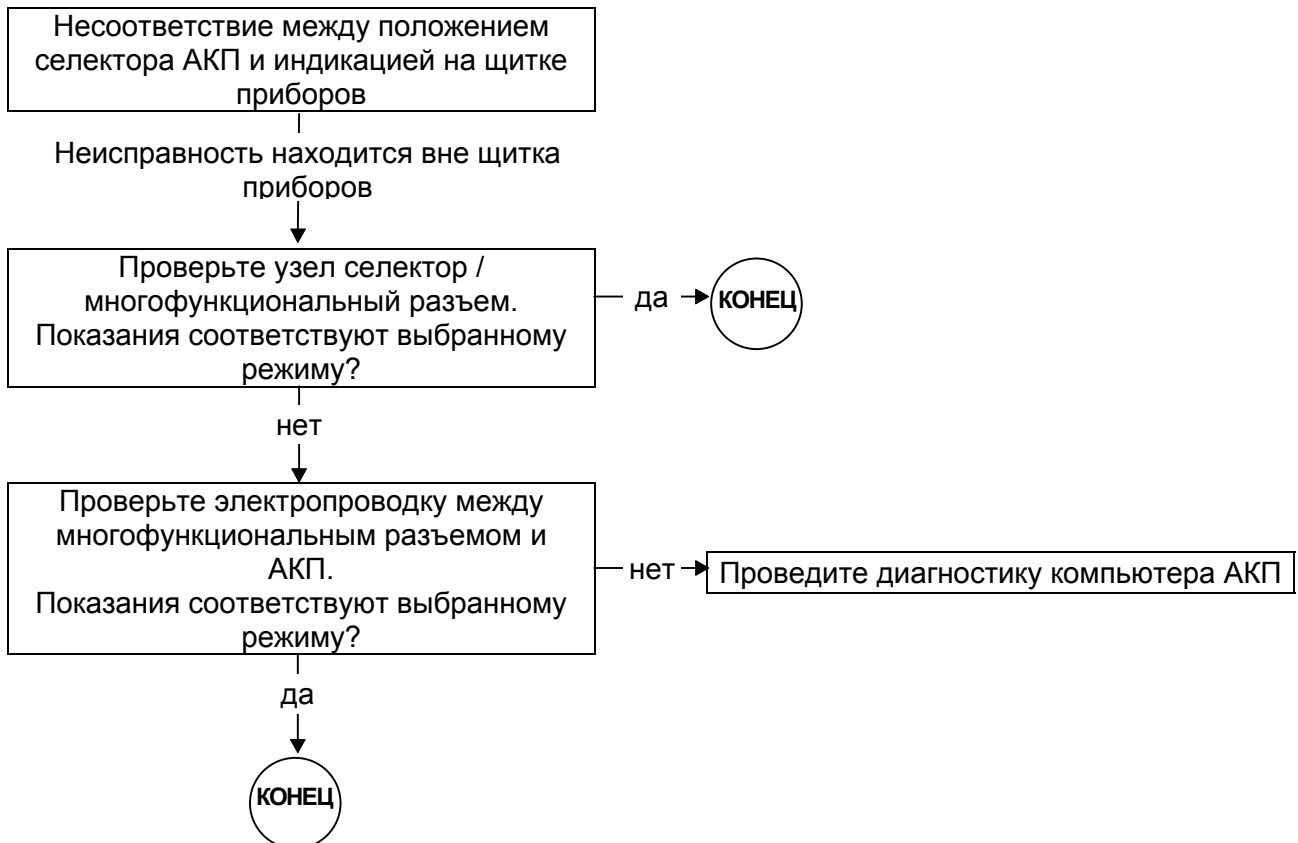 Несоответствие между положением
селектора АКП и индикацией на щитке
приборов
Неисправность находится вне щитка
приборов
Проверьте узел селектор /
многофункциональный разъем.
Показания соответствуют выбранному
режиму?
да
КОНЕЦ
нет
Проверьте электропроводку между
многофункциональным разъемом и
АКП.
Показания соответствуют выбранному
режиму?
нет
Проведите диагностику компьютера АКП
да
КОНЕЦ